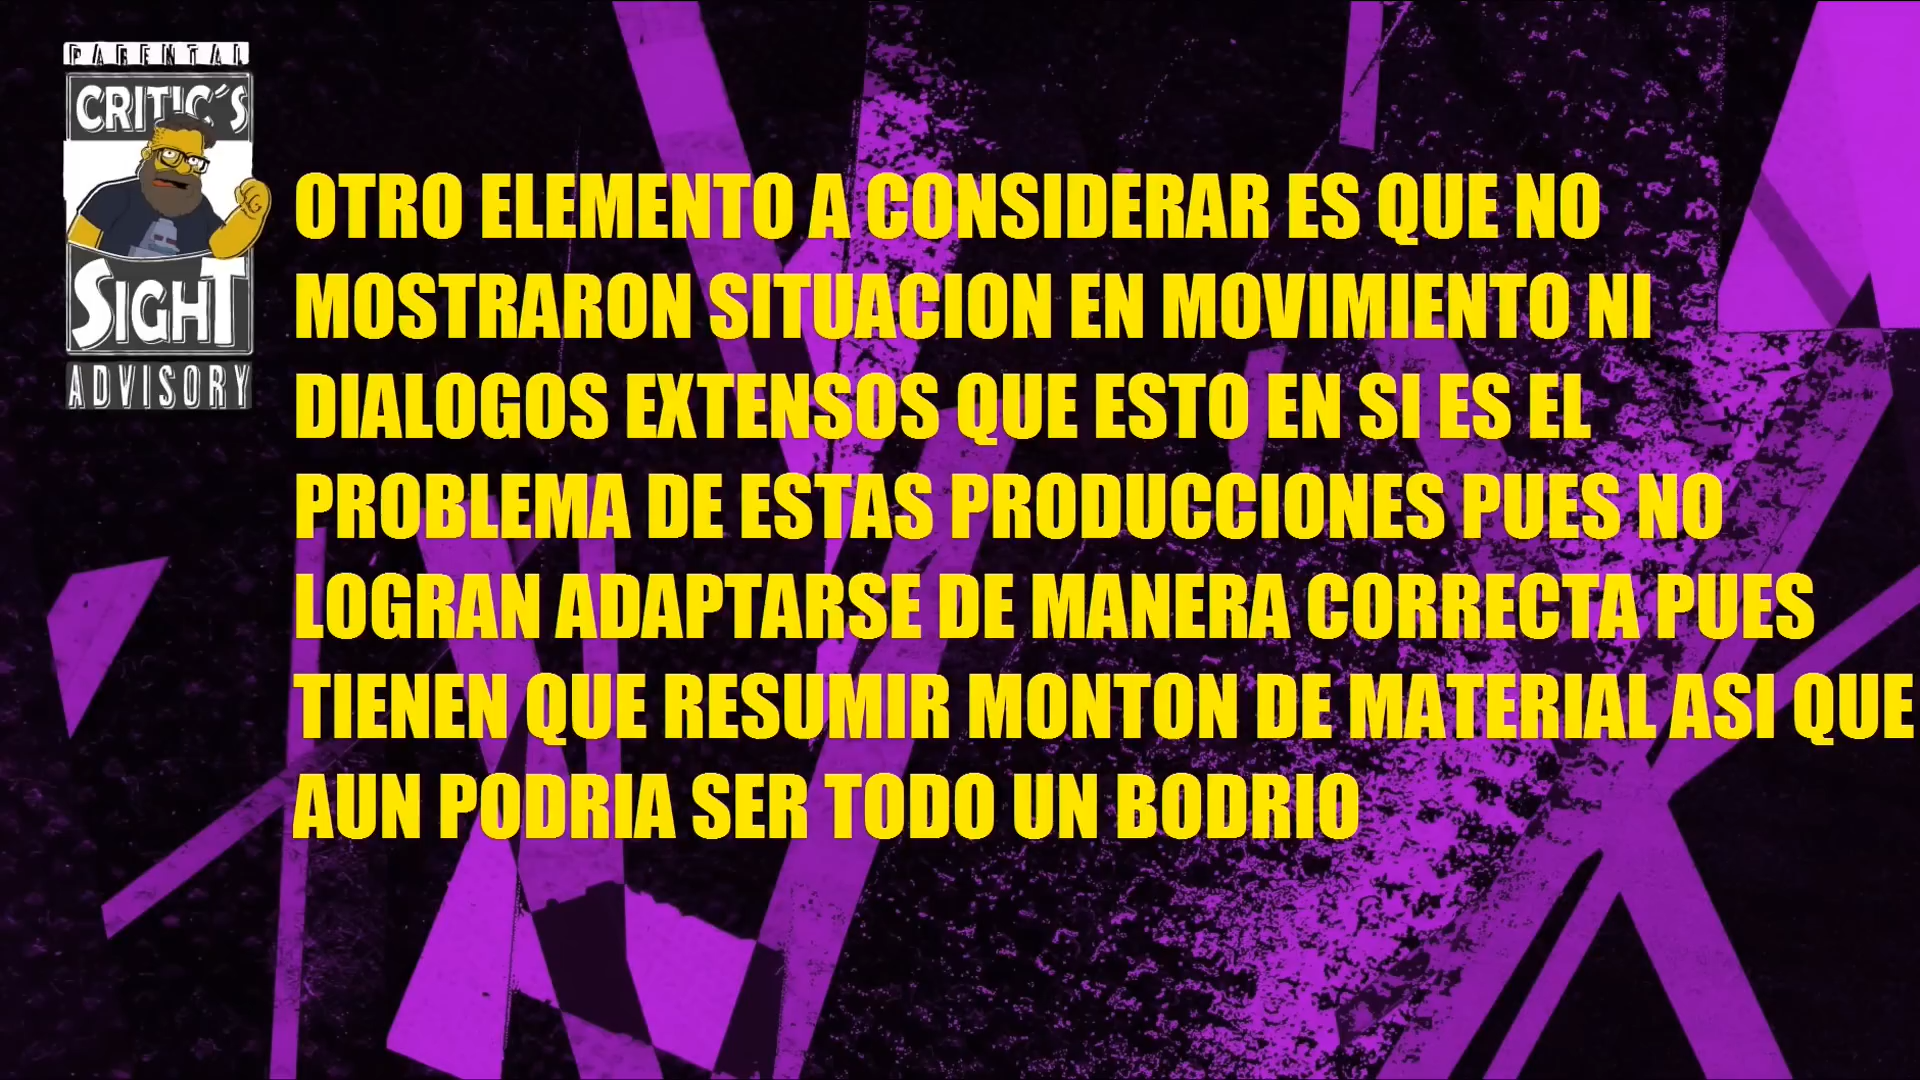 PARENTAL
CRITIC´S
SIGHT
ADVISORY
OTRO ELEMENTO A CONSIDERAR ES QUE NO
MOSTRARON SITUACION EN MOVIMIENTO NI
DIALOGOS EXTENSOS QUE ESTO EN SI ES EL
PROBLEMA DE ESTAS PRODUCCIONES PUES NO
LOGRAN ADAPTARSE DE MANERA CORRECTA PUES
TIENEN QUE RESUMIR MONTON DE MATERIAL ASI QUE
AUN PODRIA SER TODO UN BODRIO